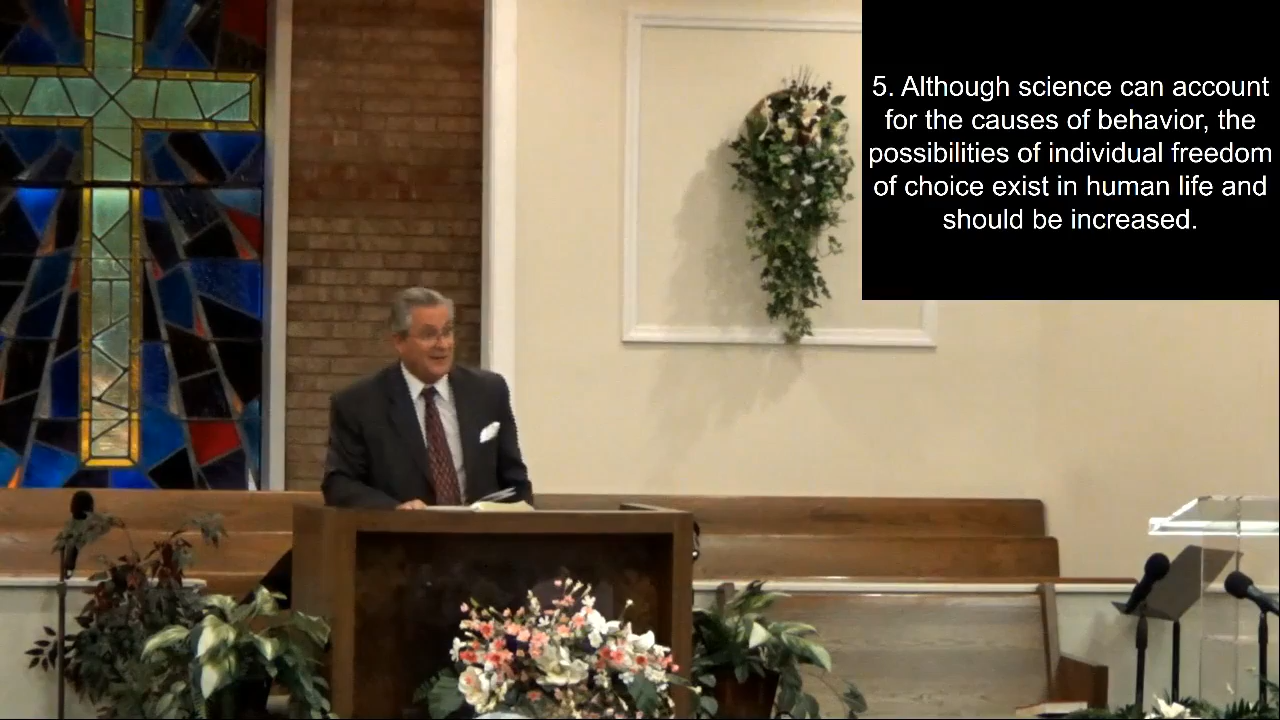 5. Although science can account
for the causes of behavior, the
possibilities of individual freedom
of choice exist in human life and
should be increased.